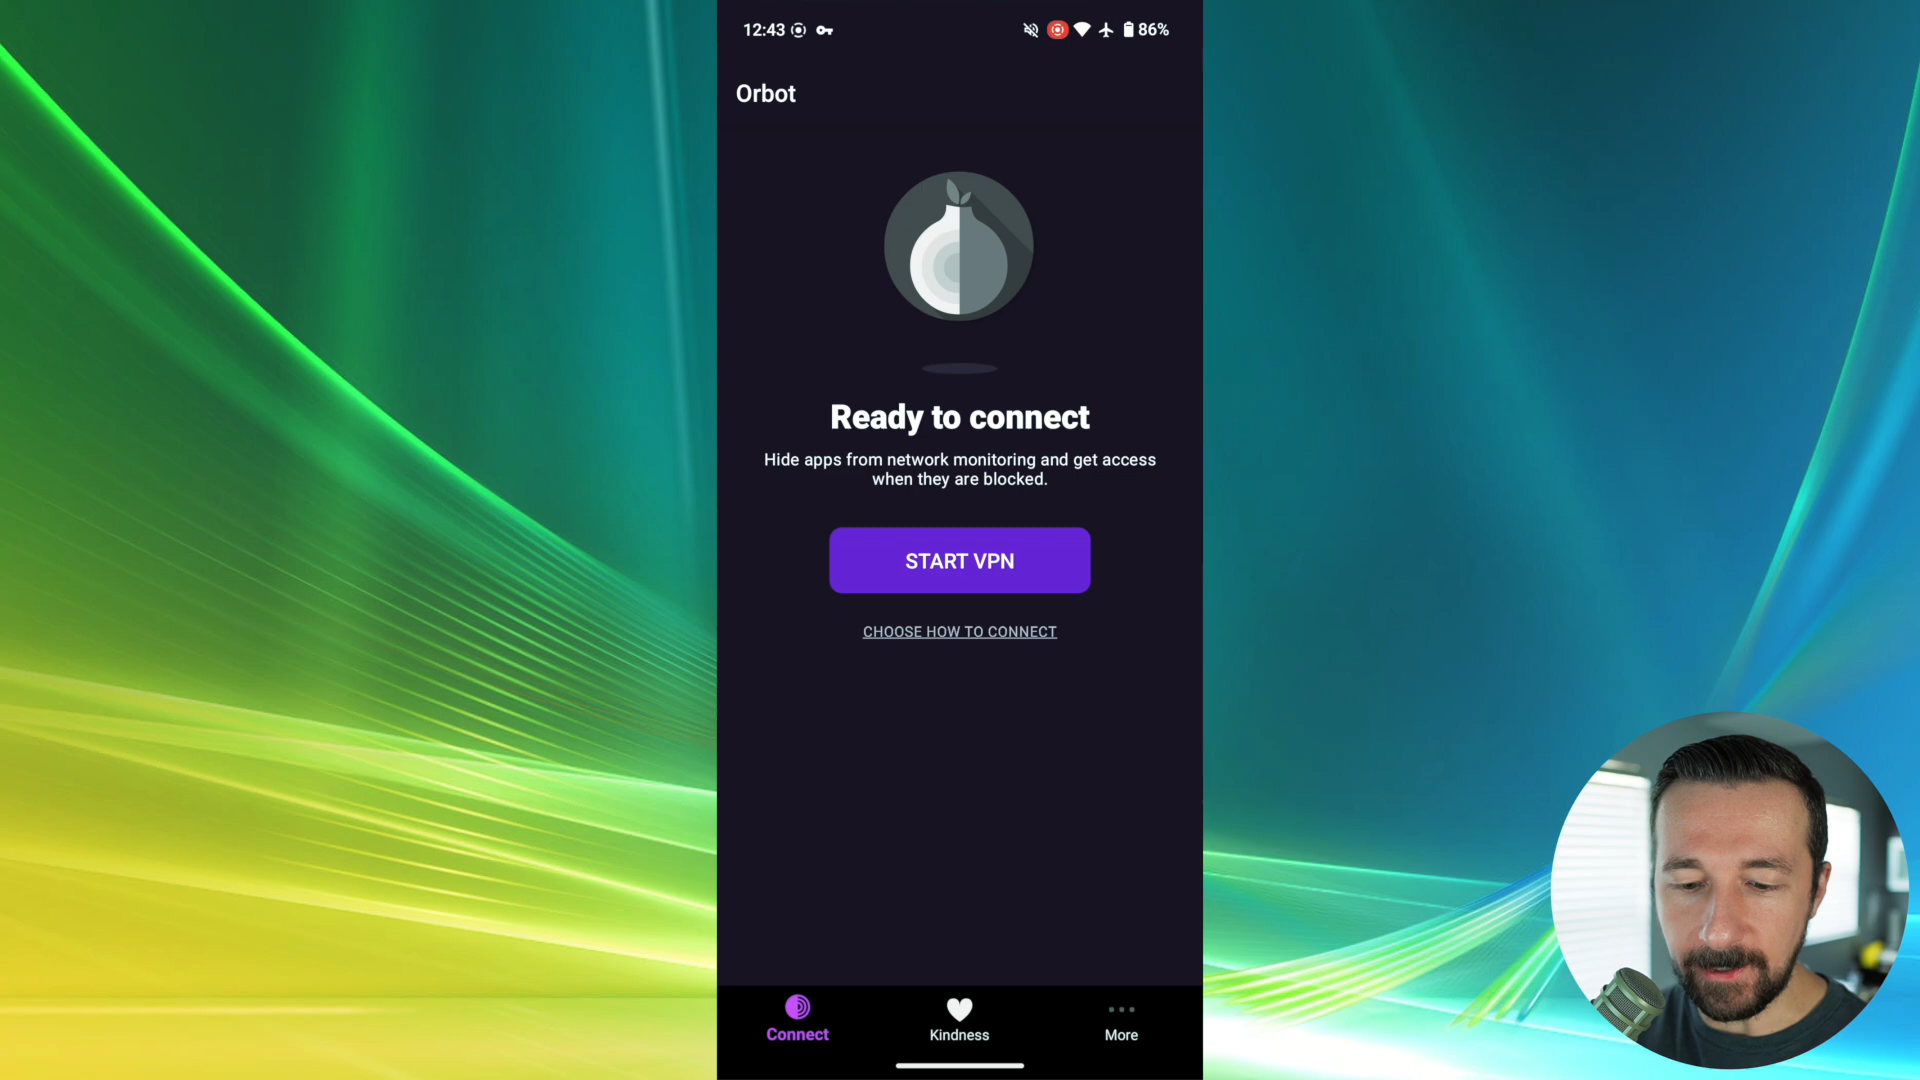 12:43
86%
Orbot
Ready to connect
Hide apps from network monitoring and get access
when they are blocked.
START VPN
CHOOSE HOW TO CONNECT
Connect
Kindness
More